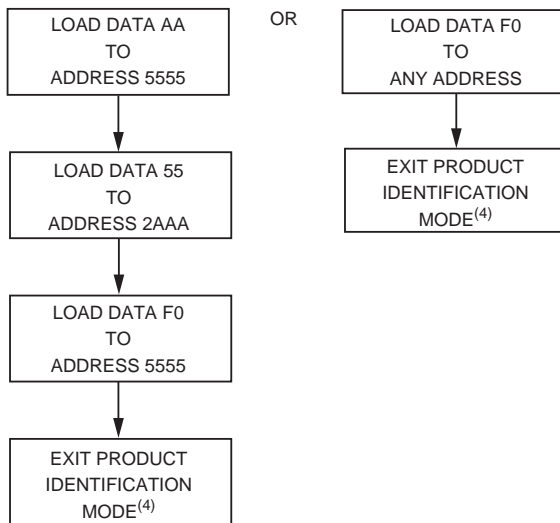 LOAD DATA AA
TO
ADDRESS 5555
LOAD DATA 55
TO
ADDRESS 2AAA
LOAD DATA F0
TO
ADDRESS 5555
EXIT PRODUCT
IDENTIFICATION
MODE(4)
OR
LOAD DATA F0
TO
ANY ADDRESS
EXIT PRODUCT
IDENTIFICATION
MODE(4)